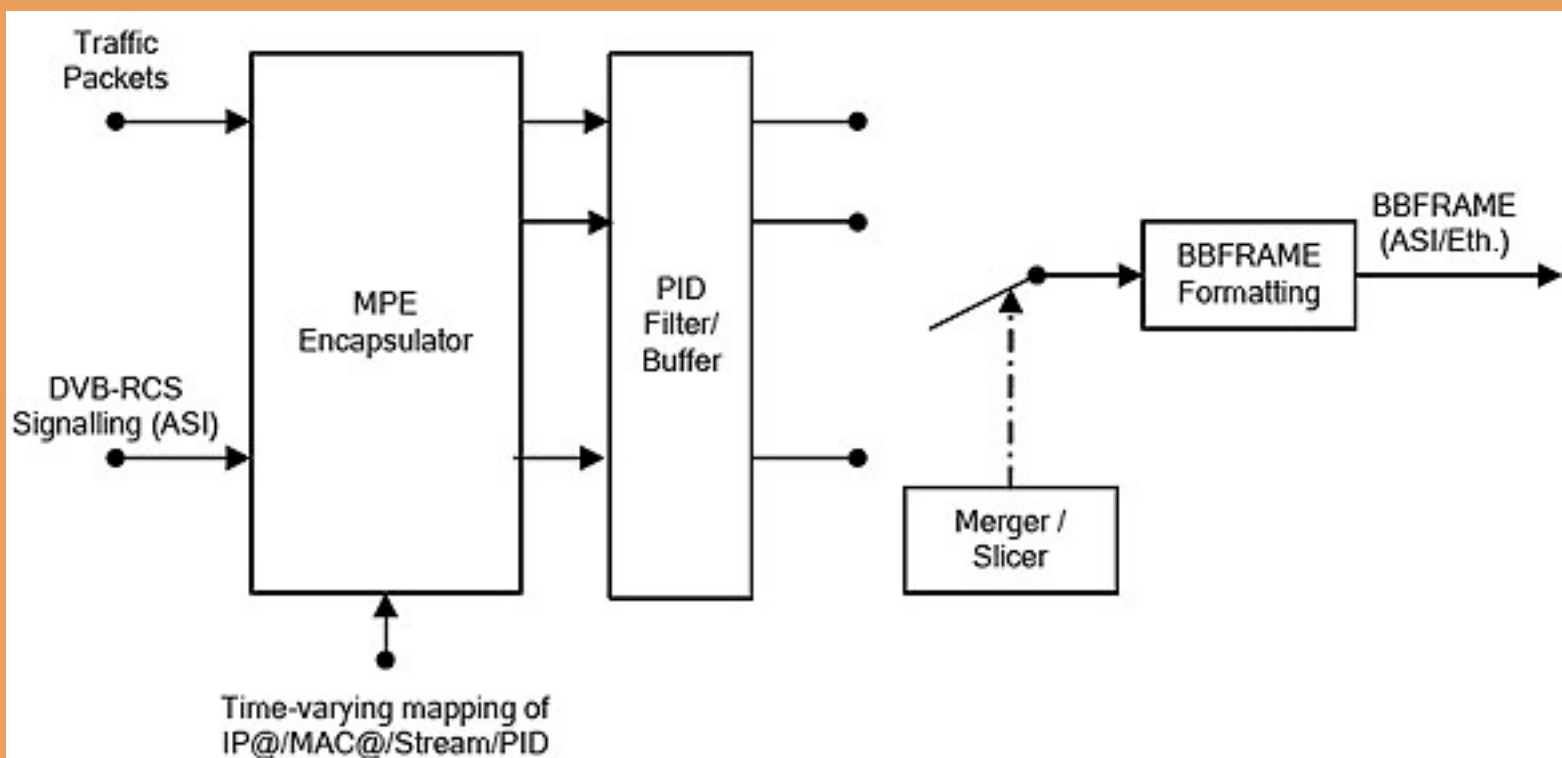 Traffic
Packets
MPE
Encapsulator
PID
Filter/
Buffer
BBFRAME
(ASI/Eth.)
BBFRAME
Formatting
DVB-RCS
Signalling (ASI)
Merger /
Slicer
Time-varying mapping of
IP@/MAC@/Stream/PID